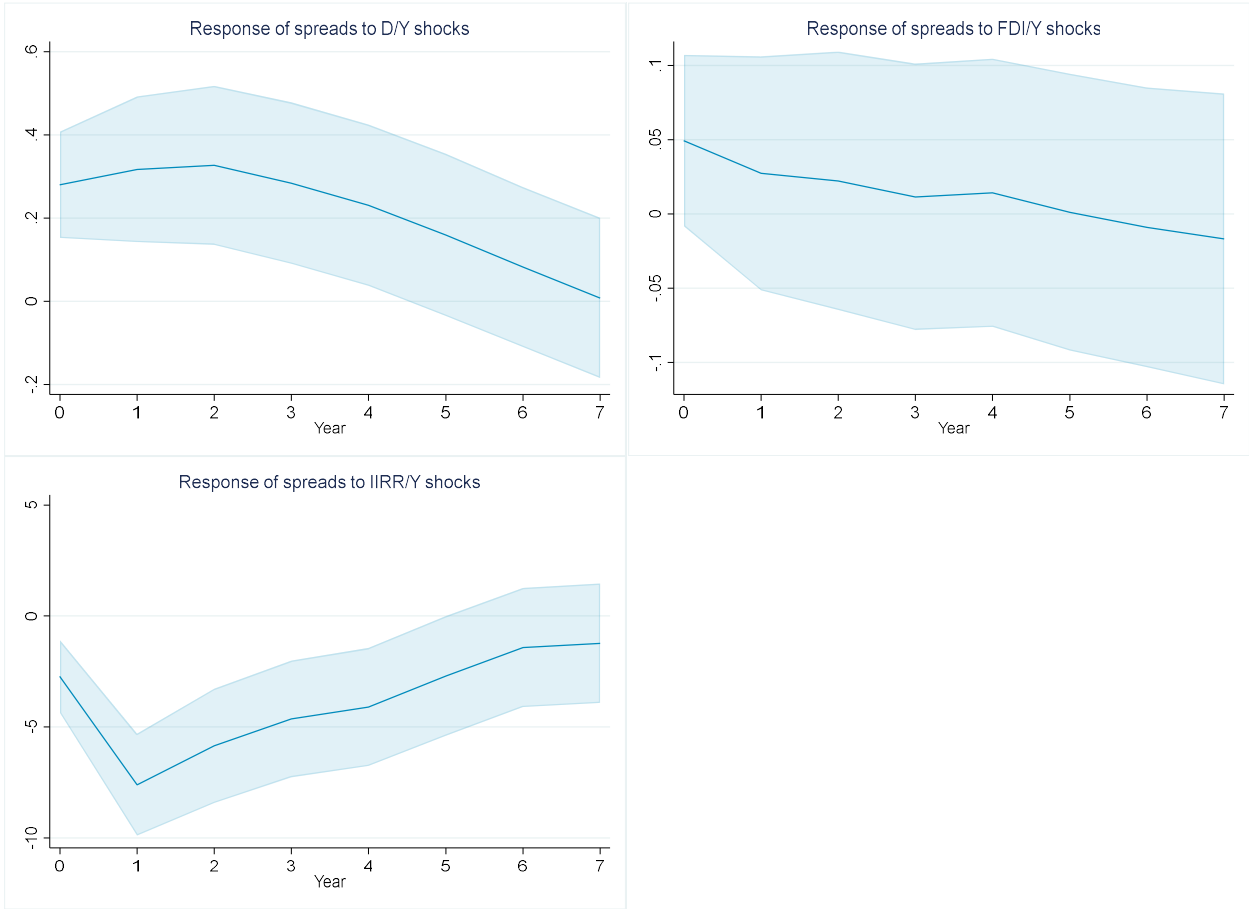 Response of spreads to D/Y shocks
.6
.4
.2
0
-.2
0 1 2 3 4 5 6 7
Year
Response of spreads to FDI/Y shocks
.1
.05
0
-.05
-.1
0 1 2 3 4 5 6 7
Year
Response of spreads to IIRR/Y shocks
5
0
-5
-10
0 1 2 3 4 5 6 7
Year